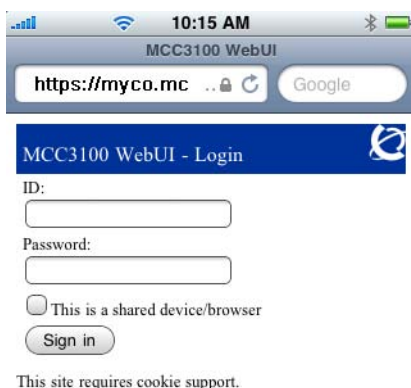 10:15 AM
MCC3100 WebUI
https://myco.mc ..
Google
MCC3100 WebUI - Login
ID:
Password:
This is a shared device/browser
Sign in
This site requires cookie support.